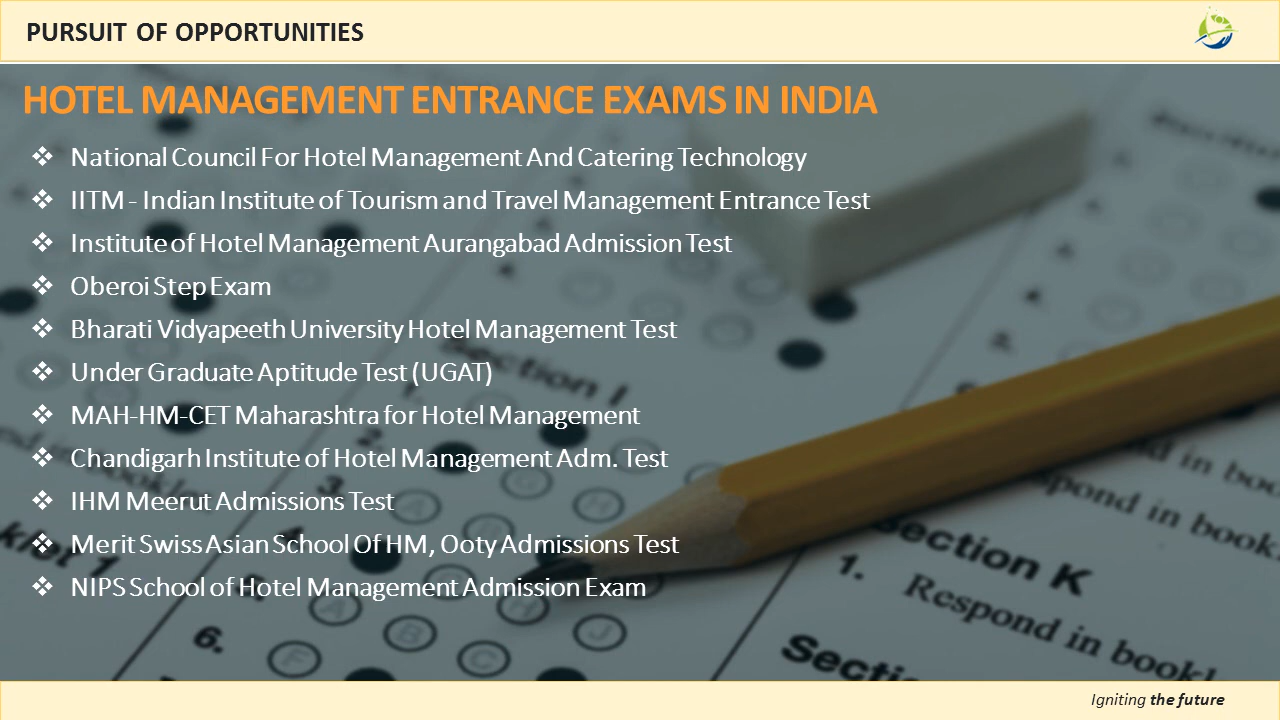 PURSUIT OF OPPORTUNITIES
HOTEL MANAGEMENT ENTRANCE EXAMS IN INDIA
❖ National Council For Hotel Management And Catering Technology
❖ IITM - Indian Institute of Tourism and Travel Management Entrance Test
❖ Institute of Hotel Management Aurangabad Admission Test
❖ Oberoi Step Exam
❖ Bharati Vidyapeeth University Hotel Management Test
❖ Under Graduate Aptitude Test (UGAT)
❖ MAH-HM-CET Maharashtra for Hotel Management
❖ Chandigarh Institute of Hotel Management Adm. Test
❖ IHM Meerut Admissions Test
❖ Merit Swiss Asian School Of HM, Ooty Admissions Test
❖ NIPS School of Hotel Management Admission Exam
Section I
Section K
1. Respond in
6.
Igniting the future